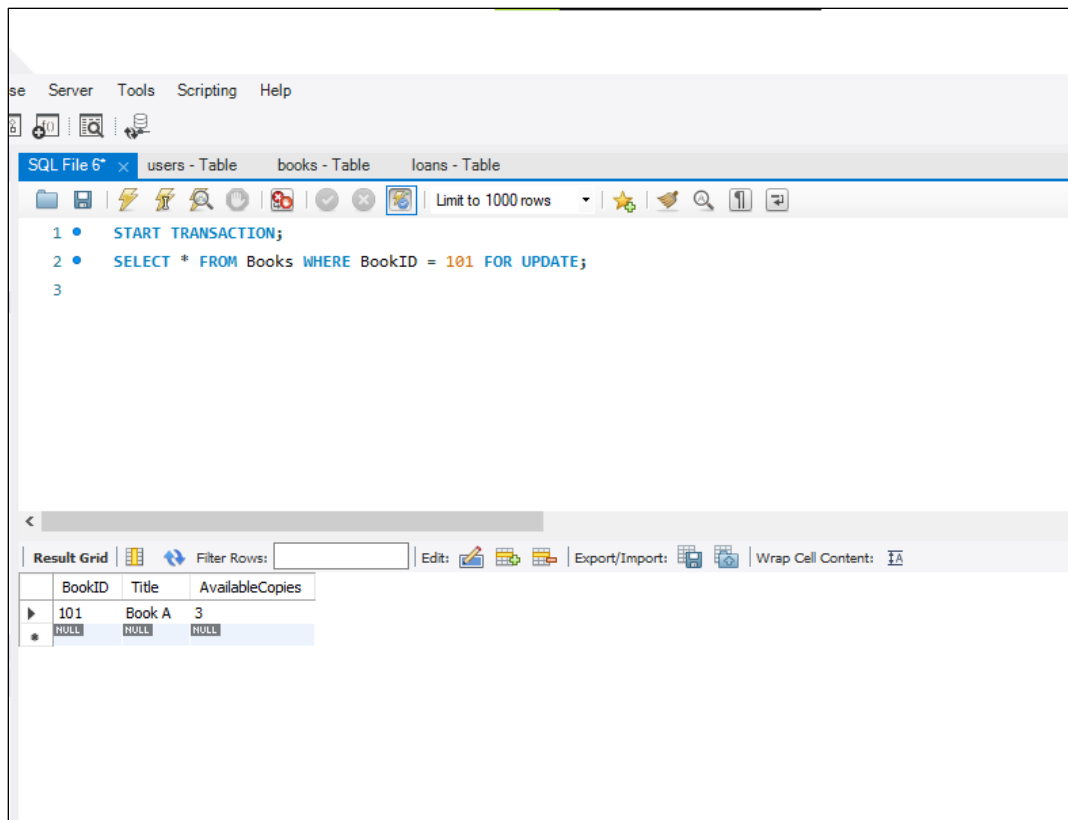 se Server Tools Scripting Help
SQL File 6* × users - Table books - Table loans - Table
Limit to 1000 rows
1 START TRANSACTION;
2 SELECT * FROM Books WHERE BookID = 101 FOR UPDATE;
3
Result Grid Filter Rows: Edit: Export/Import: Wrap Cell Content: IA
BookID Title AvailableCopies
101 Book A 3
NULL NULL NULL